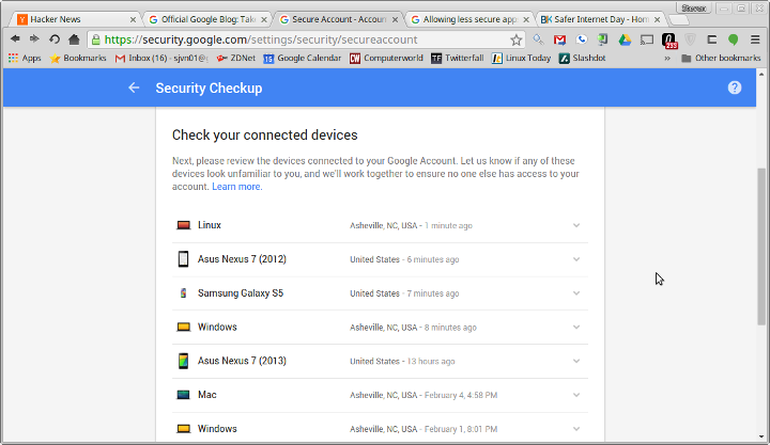 Hacker News
Official Google Blog: Take
Secure Account - Accoun
Allowing less secure app
Safer Internet Day - Hom
https://security.google.com/settings/security/secureaccount
Apps Bookmarks Inbox (16) - sjvn01@ ZDNet Google Calendar Computerworld Twitterfall Linux Today Slashdot » Other bookmarks
Security Checkup
Check your connected devices
Next, please review the devices connected to your Google Account. Let us know if any of these
devices look unfamiliar to you, and we'll work together to ensure no one else has access to your
account. Learn more.
Linux Asheville, NC, USA - 1 minute ago
Asus Nexus 7 (2012) United States - 6 minutes ago
Samsung Galaxy S5 United States - 7 minutes ago
Windows Asheville, NC, USA - 8 minutes ago
Asus Nexus 7 (2013) United States - 13 hours ago
Mac Asheville, NC, USA - February 4, 4:58 PM
Windows Asheville, NC, USA - February 1, 8:01 PM